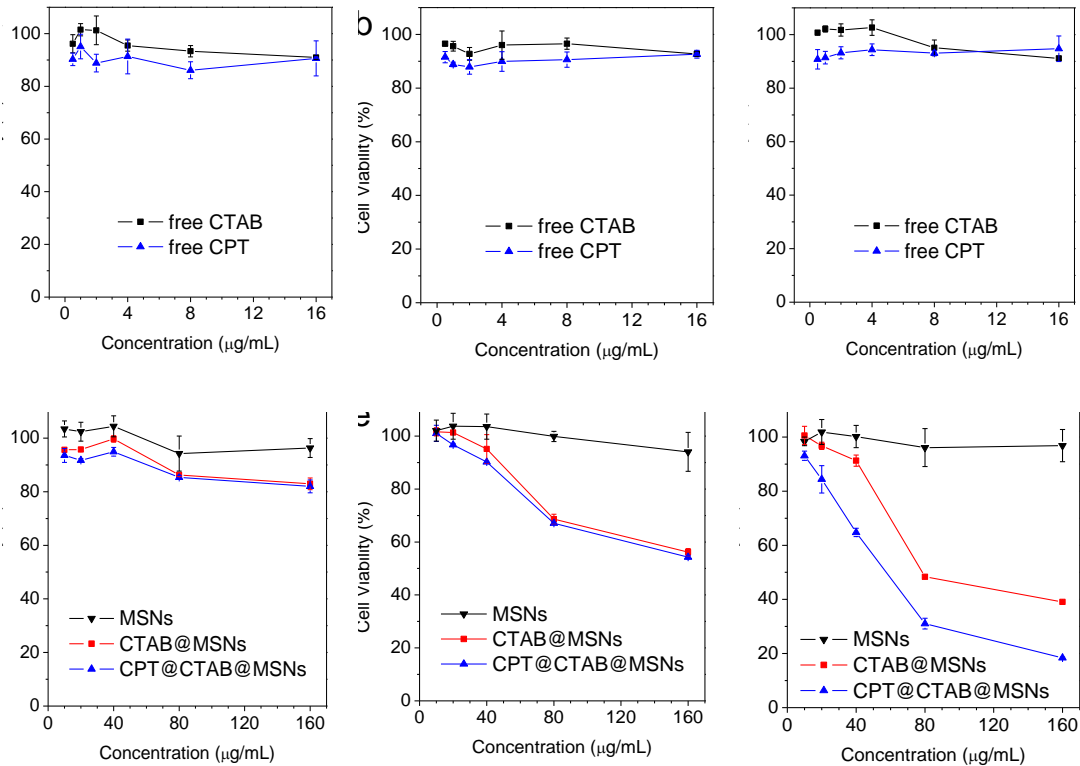 b
100
80
60
40
20
0
free CTAB
free CPT
0 4 8 12 16
Concentration (μg/mL)
Cell Viability (%)
100
80
60
40
20
0
free CTAB
free CPT
0 4 8 12 16
Concentration (μg/mL)
100
80
60
40
20
0
free CTAB
free CPT
0 4 8 12 16
Concentration (μg/mL)
100
80
60
40
20
0
MSNs
CTAB@MSNs
CPT@CTAB@MSNs
0 40 80 120 160
Concentration (μg/mL)
Cell Viability (%)
100
80
60
40
20
0
MSNs
CTAB@MSNs
CPT@CTAB@MSNs
0 40 80 120 160
Concentration (μg/mL)
100
80
60
40
20
0
MSNs
CTAB@MSNs
CPT@CTAB@MSNs
0 40 80 120 160
Concentration (μg/mL)